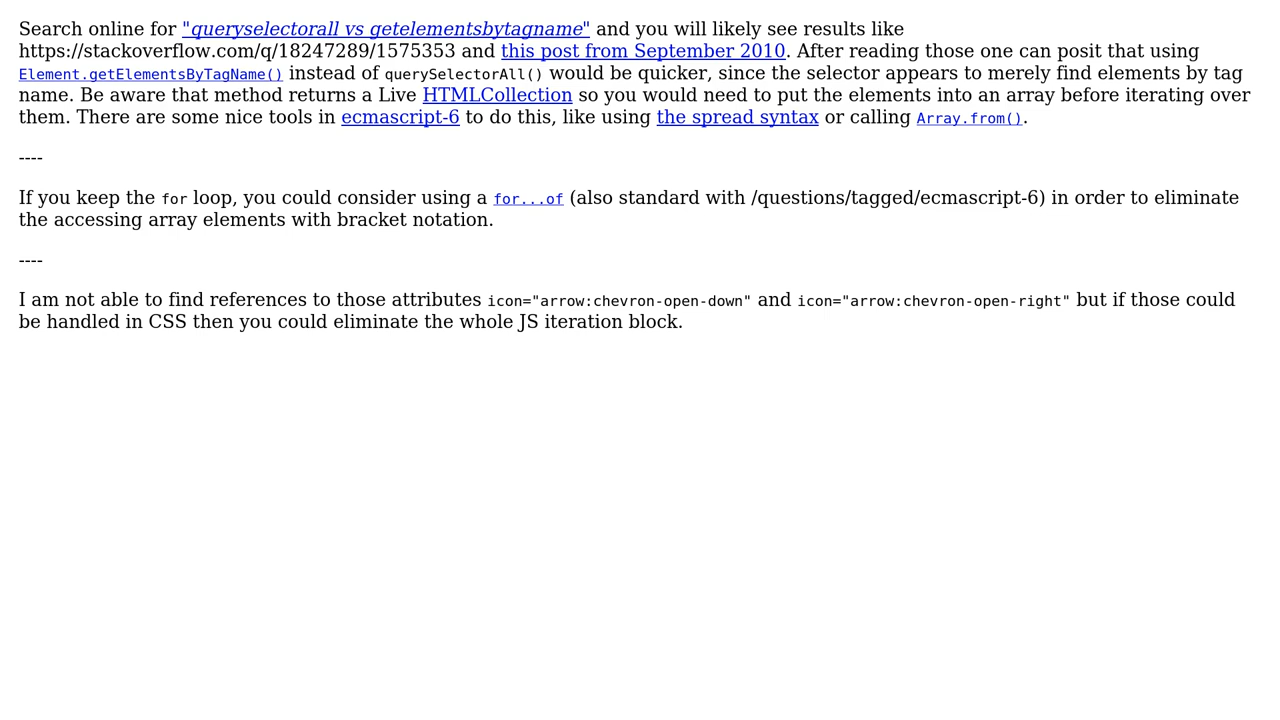 Search online for "queryselectorall vs getelementsbytagname" and you will likely see results like
https://stackoverflow.com/q/18247289/1575353 and this post from September 2010. After reading those one can posit that using
Element.getElementsByTagName() instead of querySelectorAll() would be quicker, since the selector appears to merely find elements by tag
name. Be aware that method returns a Live HTMLCollection so you would need to put the elements into an array before iterating over
them. There are some nice tools in ecmascript-6 to do this, like using the spread syntax or calling Array.from().
----
If you keep the for loop, you could consider using a for...of (also standard with /questions/tagged/ecmascript-6) in order to eliminate
the accessing array elements with bracket notation.
----
I am not able to find references to those attributes icon="arrow:chevron-open-down" and icon="arrow:chevron-open-right" but if those could
be handled in CSS then you could eliminate the whole JS iteration block.